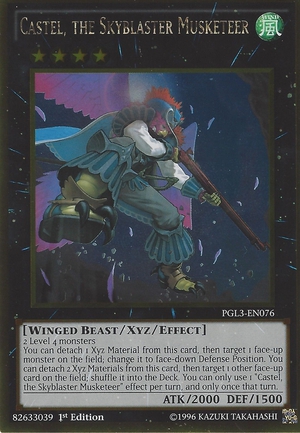 CASTEL, THE SKYBLASTER MUSKETEER
WIND
風
PGL3-EN076
[WINGED BEAST/XYZ/EFFECT]
2 Level 4 monsters
You can detach 1 Xyz Material from this card, then target 1 face-up
monster on the field; change it to face-down Defense Position. You
can detach 2 Xyz Materials from this card, then target 1 other face-up
card on the field; shuffle it into the Deck. You can only use 1 "Castel,
the Skyblaster Musketeer" effect per turn, and only once that turn.
ATK/2000 DEF/1500
82633039 1st Edition ©1996 KAZUKI TAKAHASHI